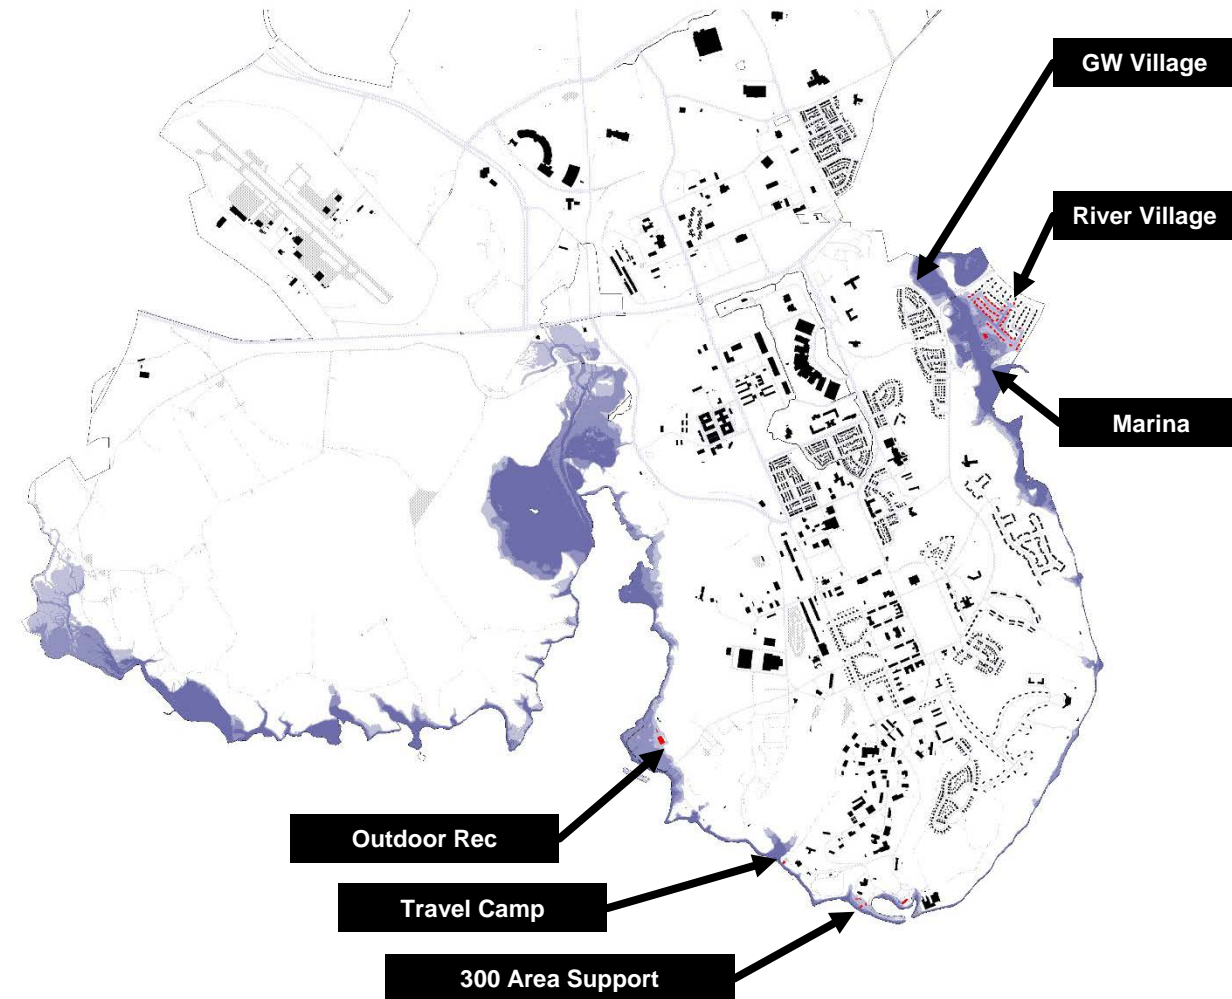 GW Village
River Village
Marina
Outdoor Rec
Travel Camp
300 Area Support